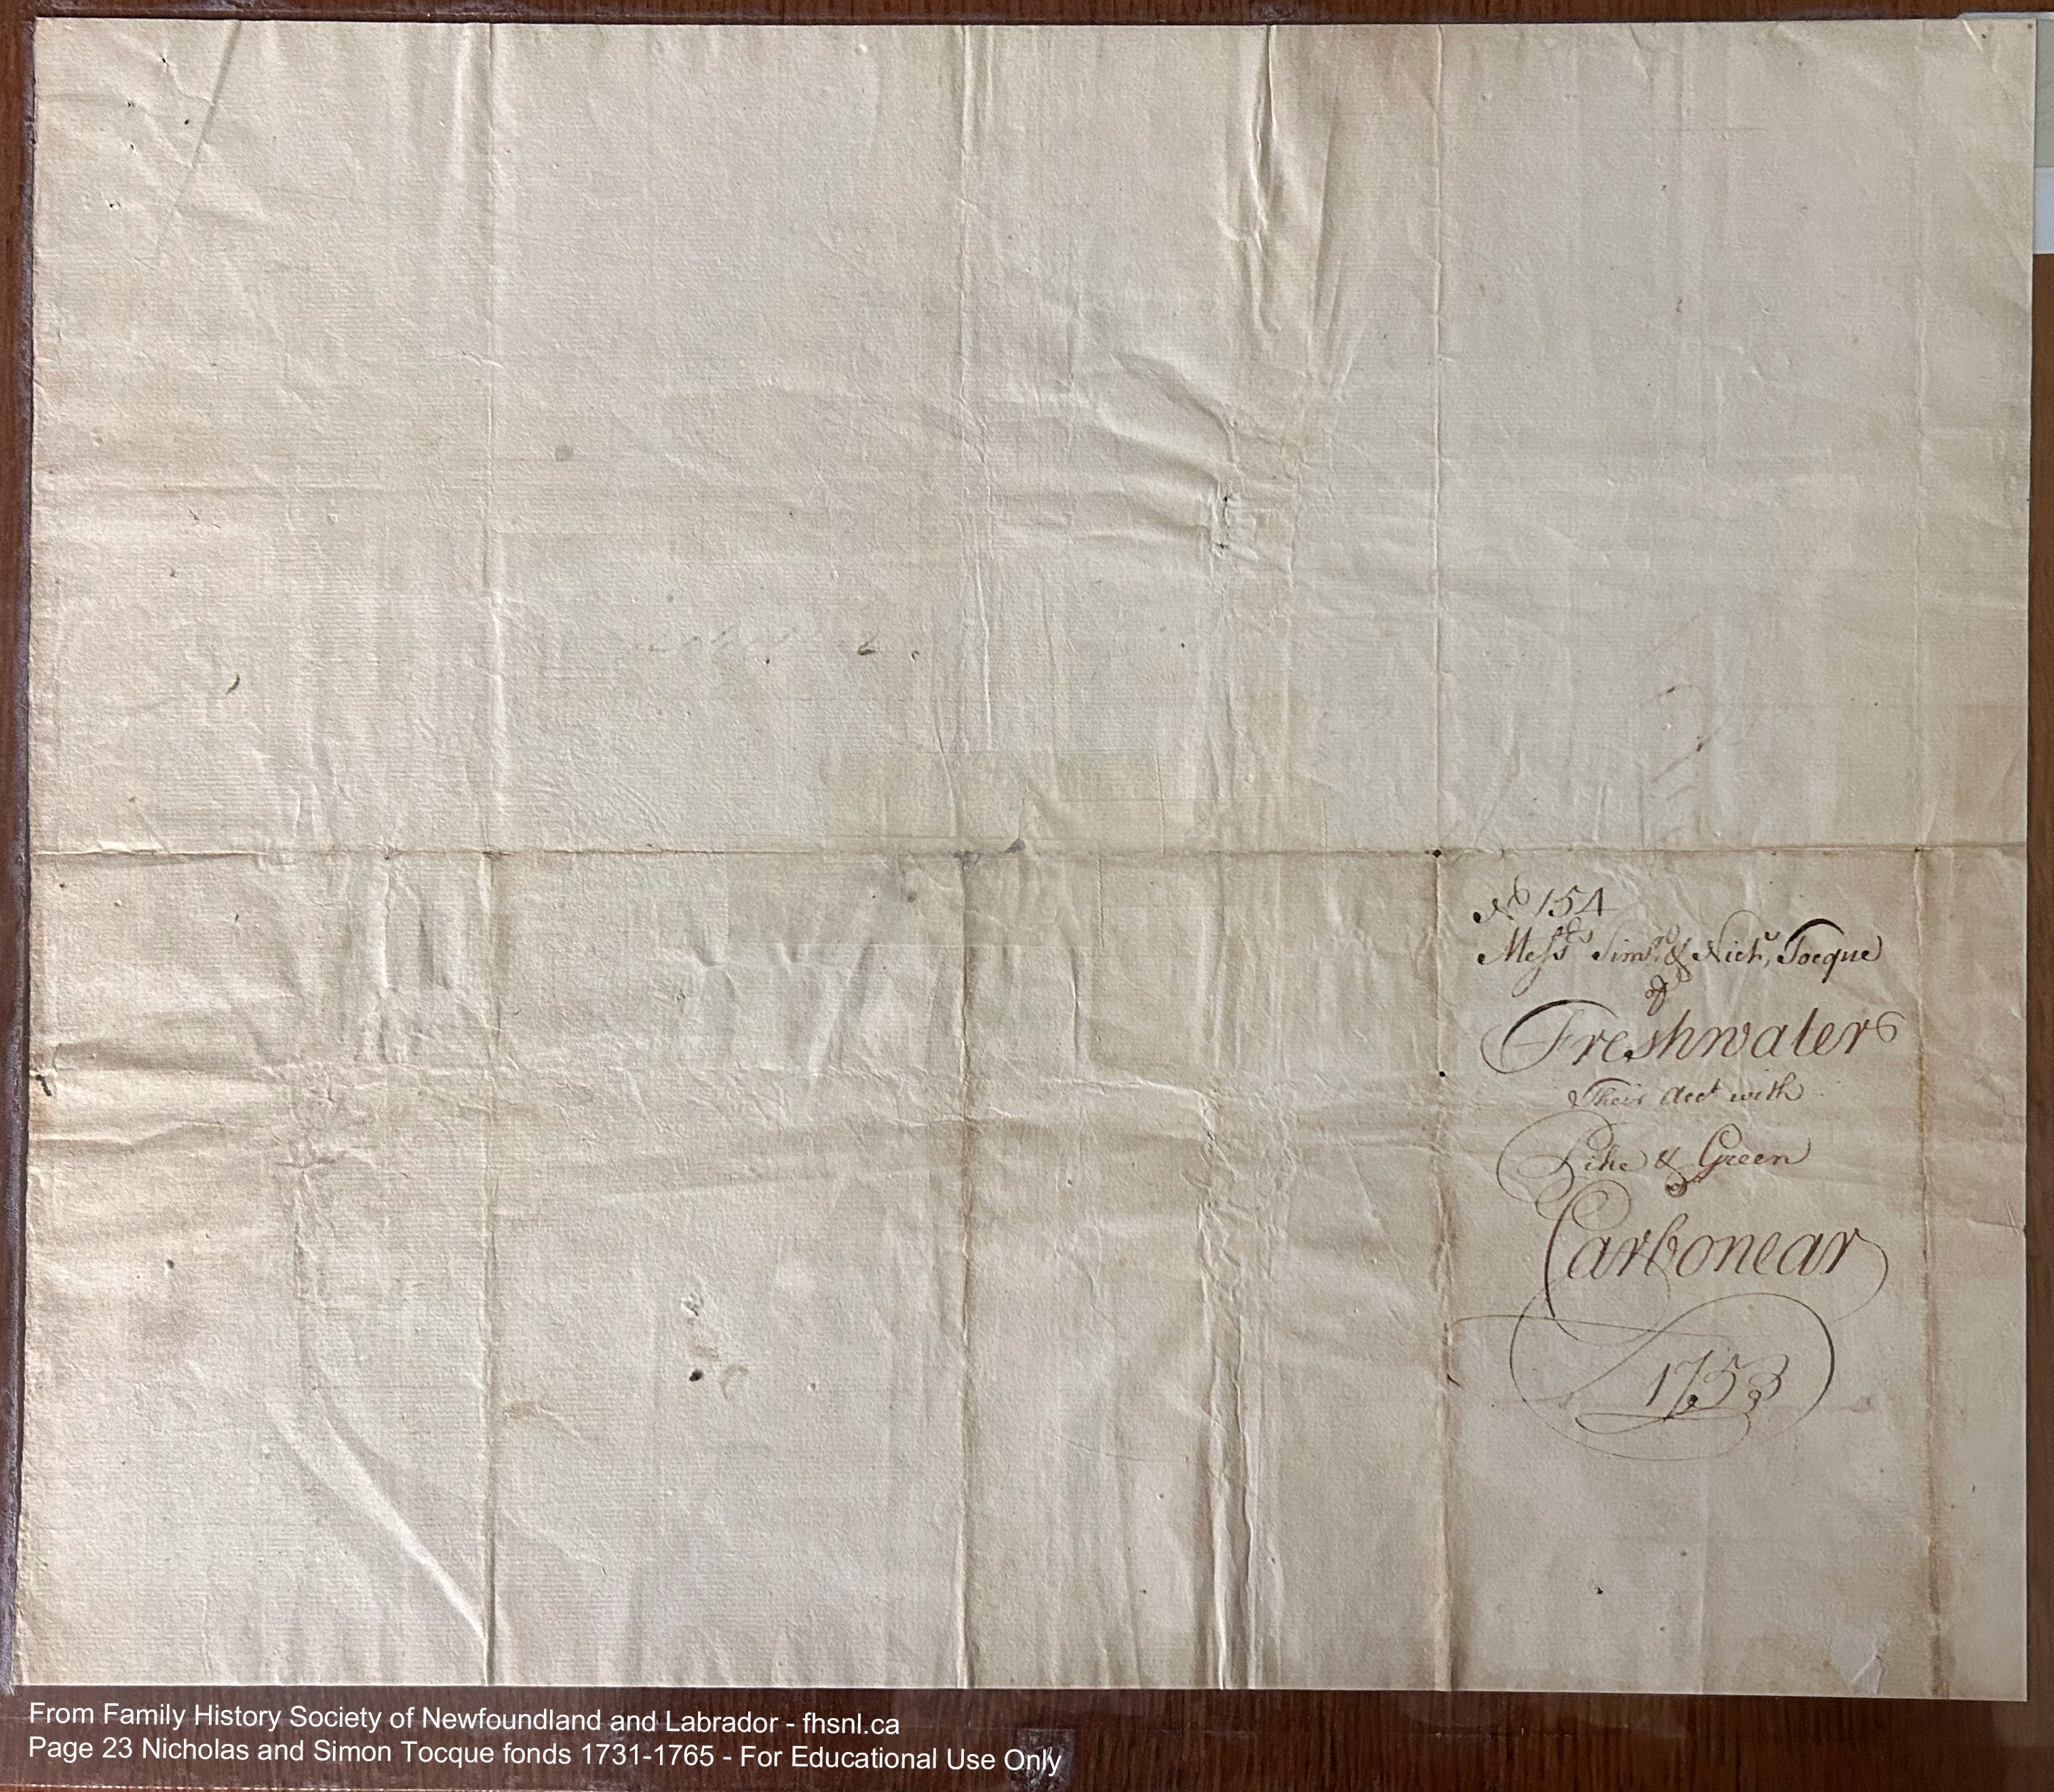 No 154
Messrs Simn & Nichs Tocque
of
Freshwater
Their Acct with
Pike & Green
Carbonear
1753
From Family History Society of Newfoundland and Labrador - fhsnl.ca
Page 23 Nicholas and Simon Tocque fonds 1731-1765 - For Educational Use Only